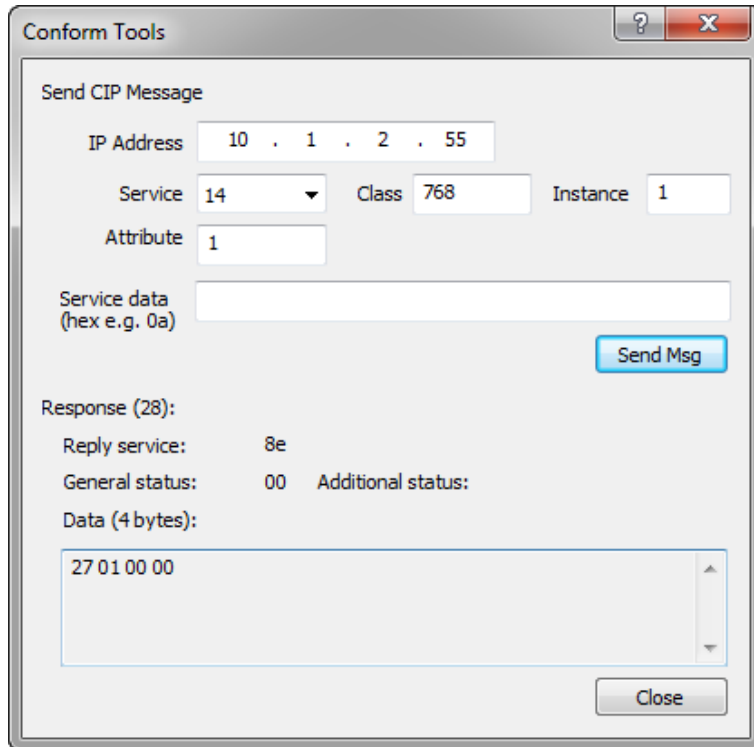 Conform Tools
?
Send CIP Message
IP Address 10 . 1 . 2 . 55
Service 14 Class 768 Instance 1
Attribute 1
Service data
(hex e.g. 0a)
Send Msg
Response (28):
Reply service: 8e
General status: 00 Additional status:
Data (4 bytes):
27 01 00 00
Close